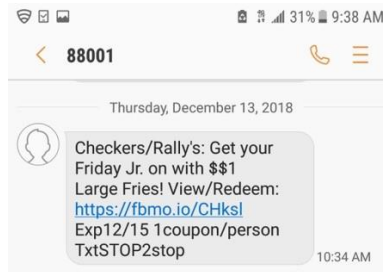 31% 9:38 AM
88001
Thursday, December 13, 2018
Checkers/Rally's: Get your
Friday Jr. on with $$1
Large Fries! View/Redeem:
https://fbmo.io/CHksl
Exp12/15 1coupon/person
TxtSTOP2stop
10:34 AM